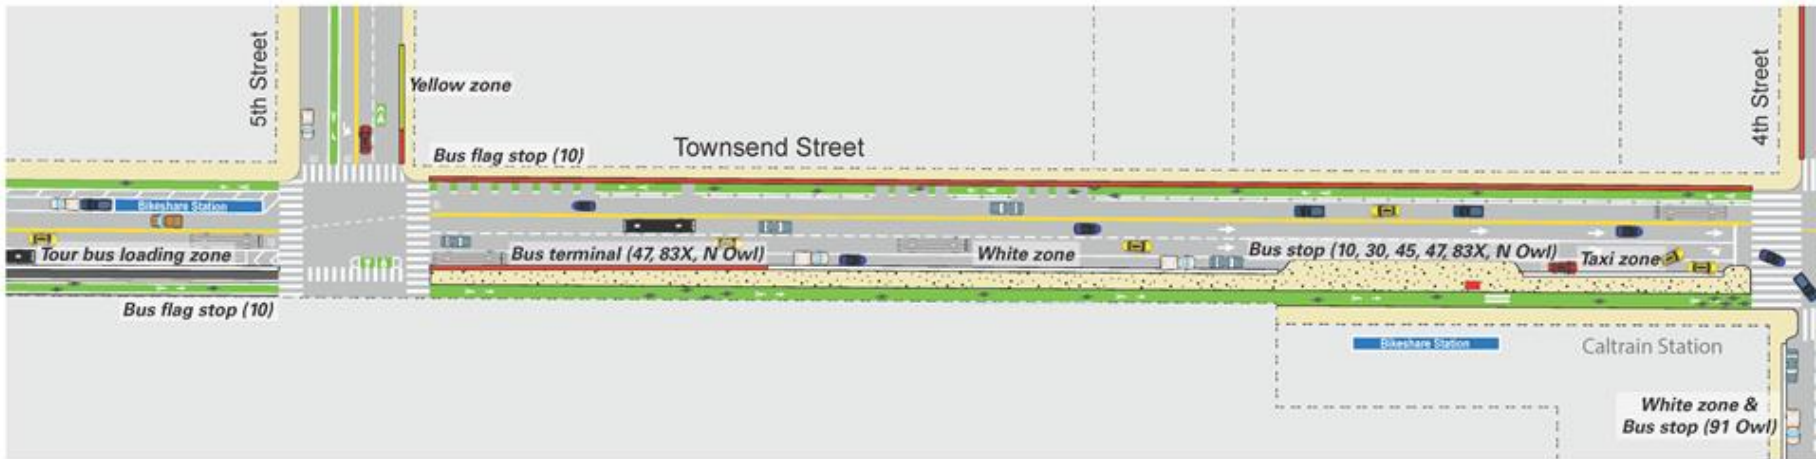 5th Street
4th Street
Yellow zone
Townsend Street
Bus flag stop (10)
Bikeshare Station
Tour bus loading zone
Bus terminal (47, 83X, N Owl)
White zone
Bus stop (10, 30, 45, 47, 83X, N Owl)
Taxi zone
Bus flag stop (10)
Bikeshare Station
Caltrain Station
White zone &
Bus stop (91 Owl)